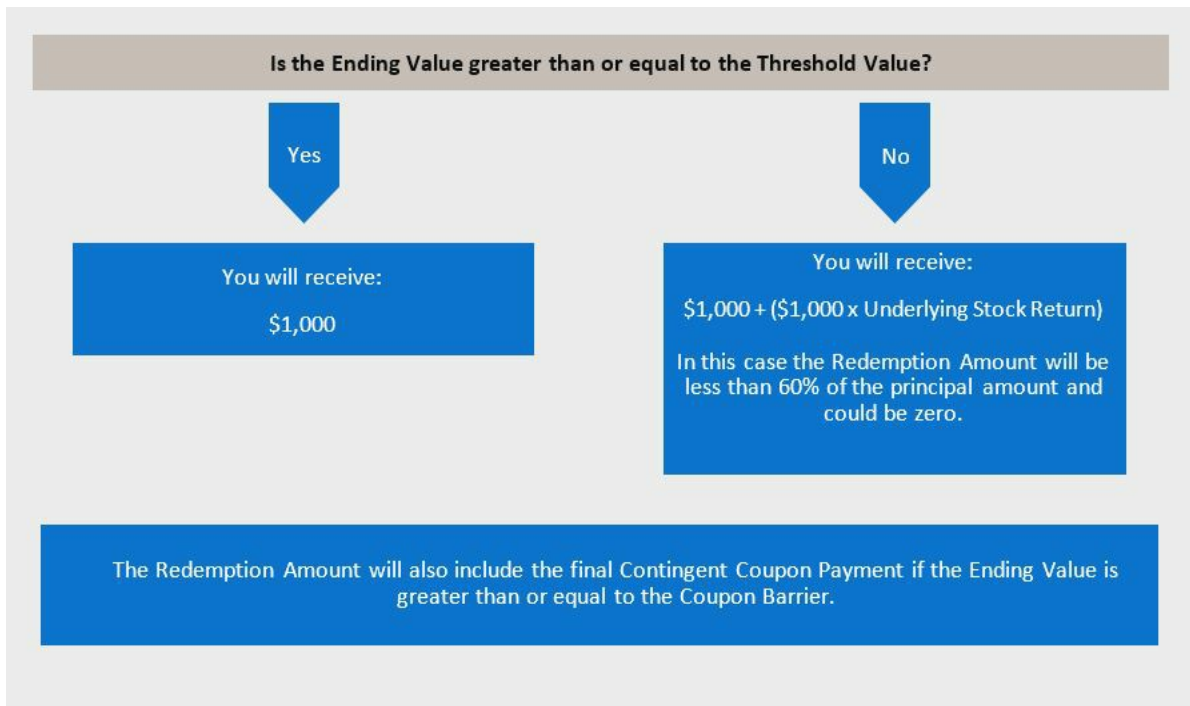 Is the Ending Value greater than or equal to the Threshold Value?
Yes
No
You will receive:
$1,000
You will receive:
$1,000 + ($1,000 x Underlying Stock Return)
In this case the Redemption Amount will be
less than 60% of the principal amount and
could be zero.
The Redemption Amount will also include the final Contingent Coupon Payment if the Ending Value is
greater than or equal to the Coupon Barrier.